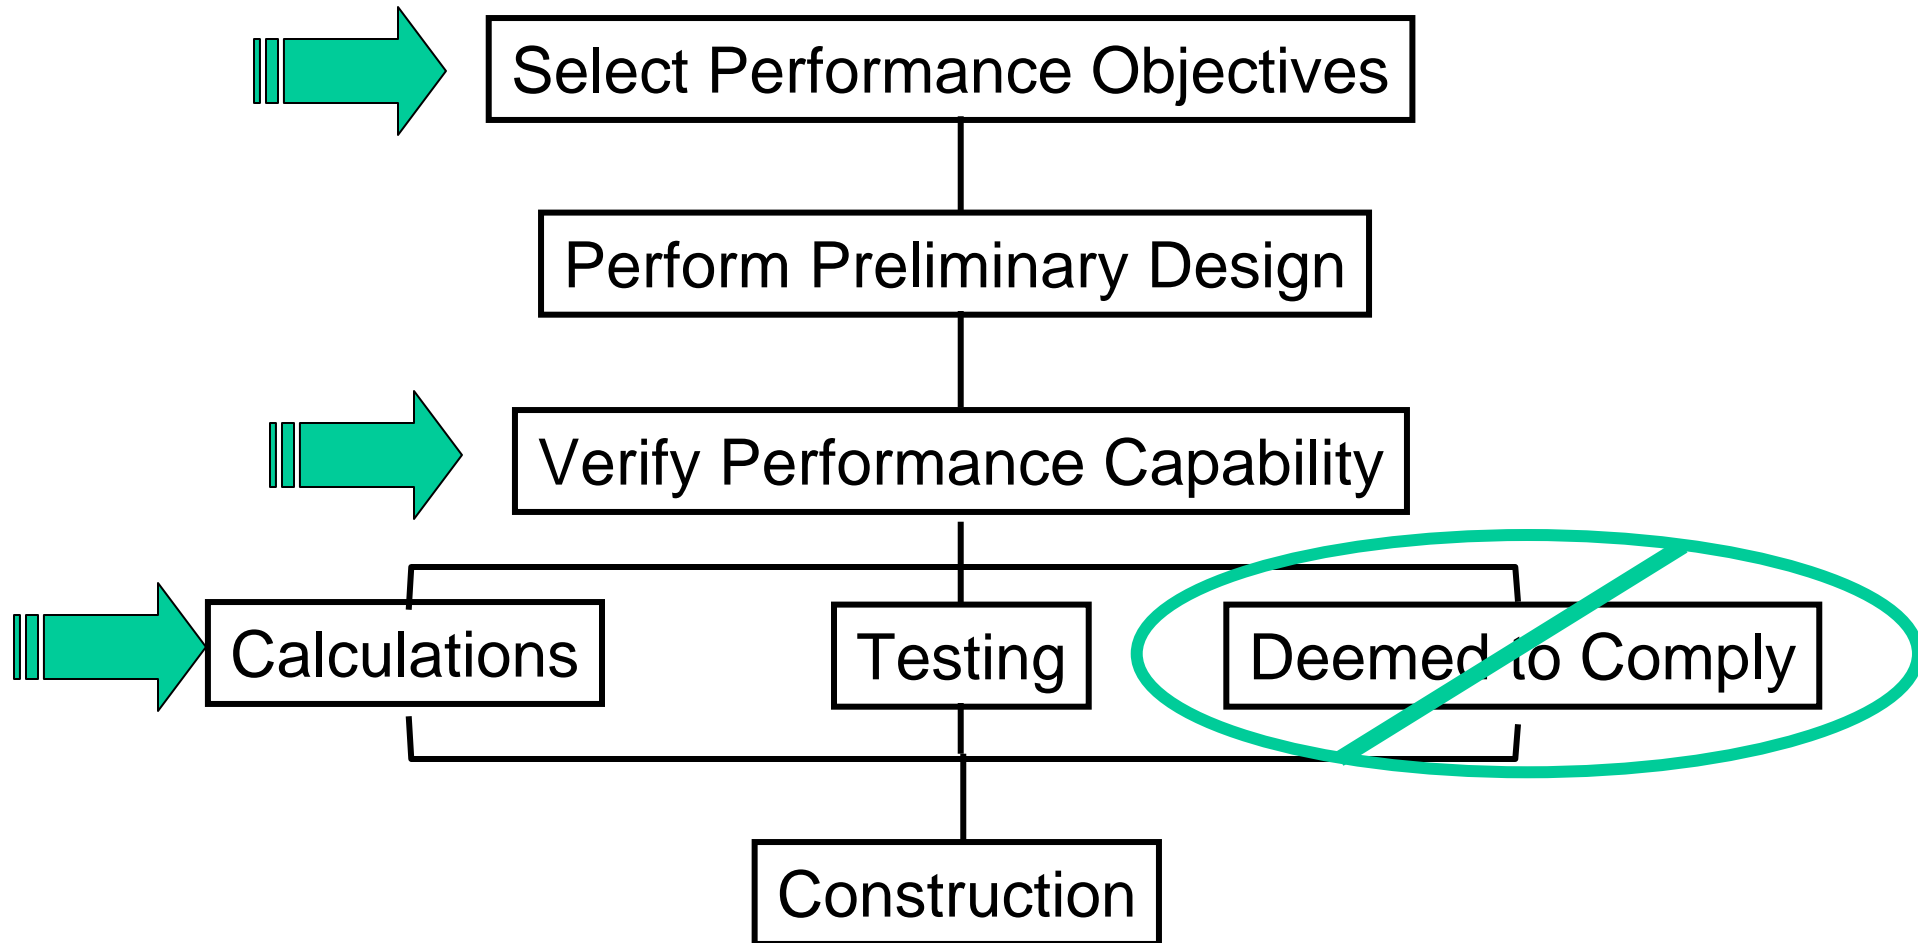 Select Performance Objectives
Perform Preliminary Design
Verify Performance Capability
Calculations
Testing
Deemed to Comply
Construction